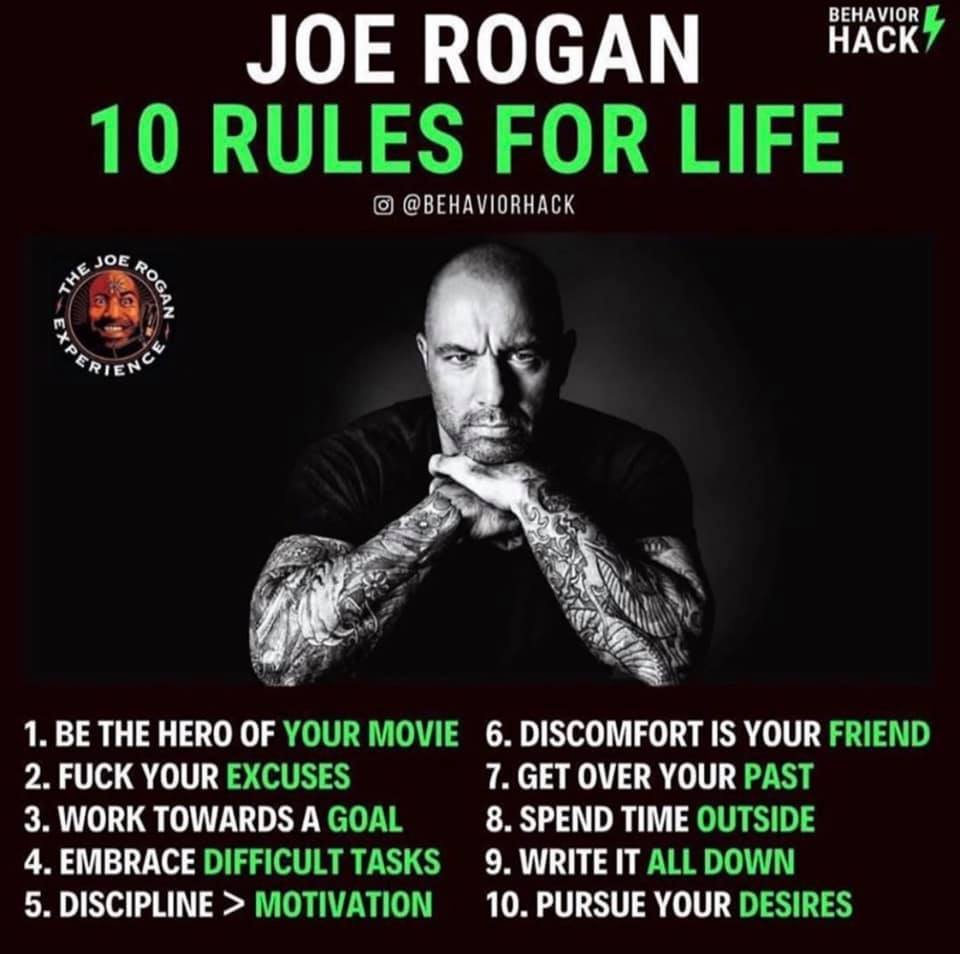 JOE ROGAN
BEHAVIOR
HACK
10 RULES FOR LIFE
@BEHAVIORHACK
THE JOE ROGAN
EXPERIENCE
1. BE THE HERO OF YOUR MOVIE
2. FUCK YOUR EXCUSES
3. WORK TOWARDS A GOAL
4. EMBRACE DIFFICULT TASKS
5. DISCIPLINE > MOTIVATION
6. DISCOMFORT IS YOUR FRIEND
7. GET OVER YOUR PAST
8. SPEND TIME OUTSIDE
9. WRITE IT ALL DOWN
10. PURSUE YOUR DESIRES